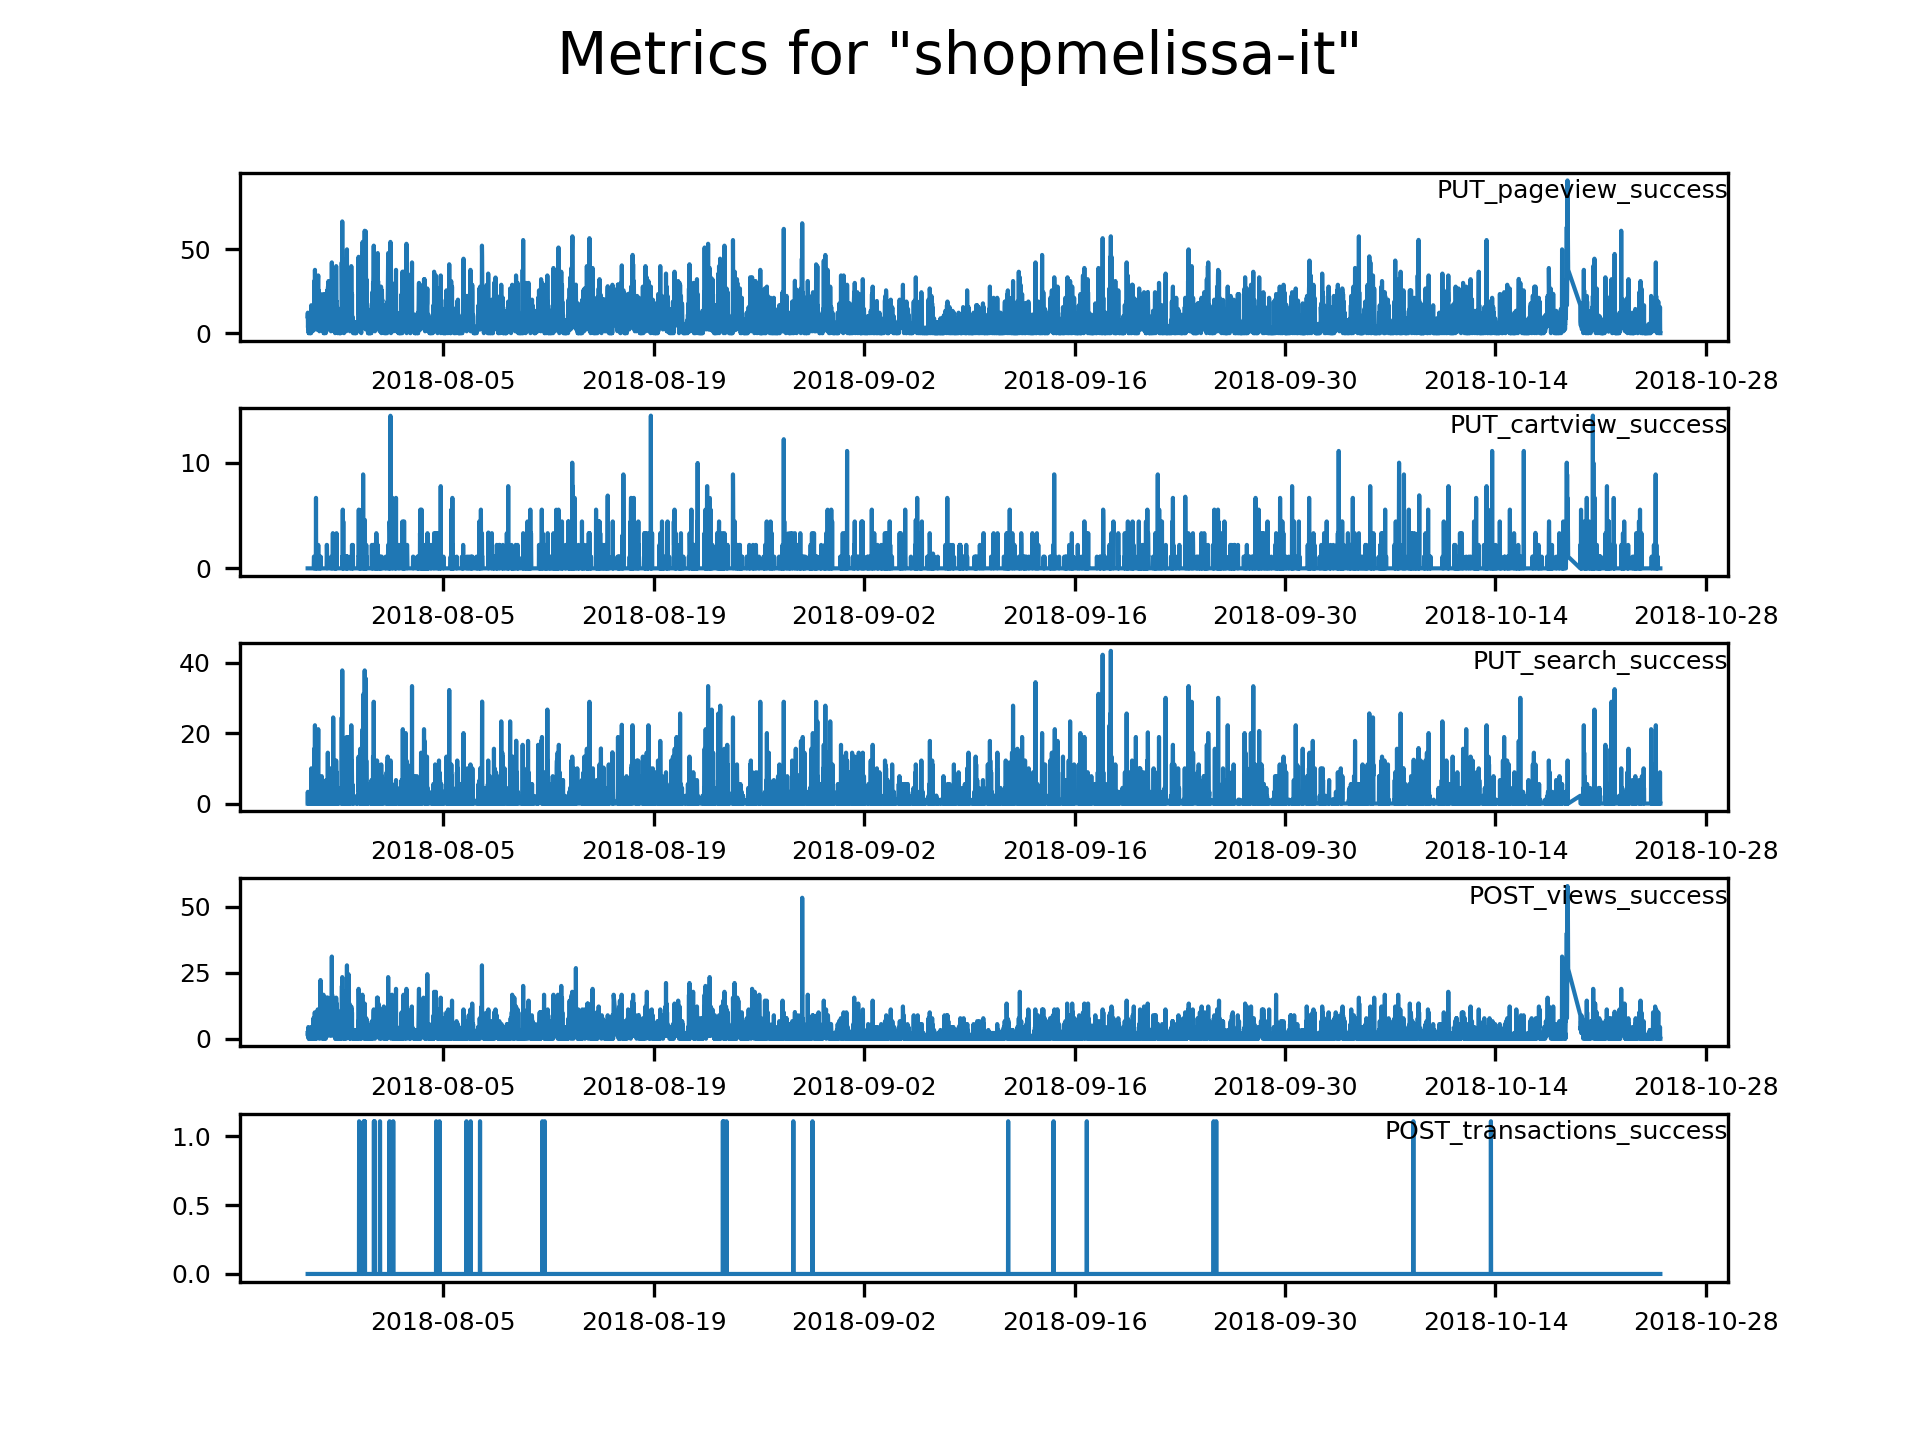 Metrics for "shopmelissa-it"
PUT_pageview_success
50
0
2018-08-05 2018-08-19 2018-09-02 2018-09-16 2018-09-30 2018-10-14 2018-10-28
PUT_cartview_success
10
0
2018-08-05 2018-08-19 2018-09-02 2018-09-16 2018-09-30 2018-10-14 2018-10-28
PUT_search_success
40
20
0
2018-08-05 2018-08-19 2018-09-02 2018-09-16 2018-09-30 2018-10-14 2018-10-28
POST_views_success
50
25
0
2018-08-05 2018-08-19 2018-09-02 2018-09-16 2018-09-30 2018-10-14 2018-10-28
POST_transactions_success
1.0
0.5
0.0
2018-08-05 2018-08-19 2018-09-02 2018-09-16 2018-09-30 2018-10-14 2018-10-28